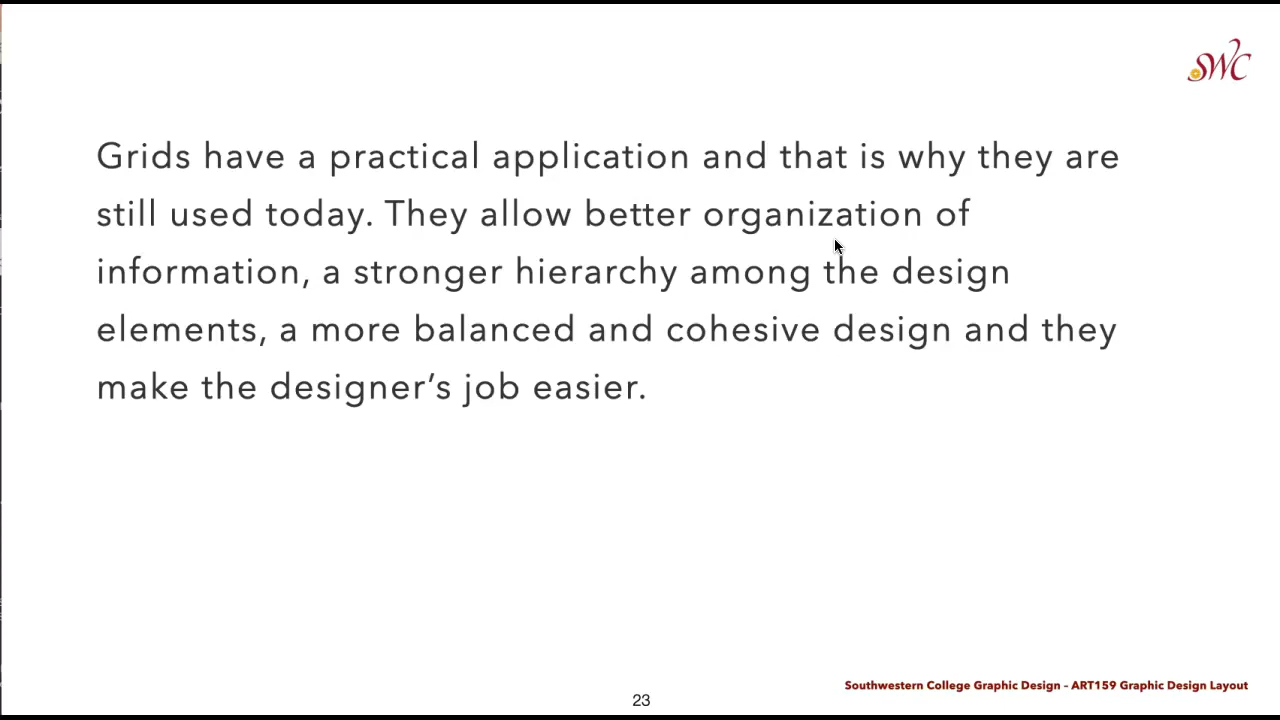 SWC
Grids have a practical application and that is why they are
still used today. They allow better organization of
information, a stronger hierarchy among the design
elements, a more balanced and cohesive design and they
make the designer’s job easier.
Southwestern College Graphic Design - ART159 Graphic Design Layout
23